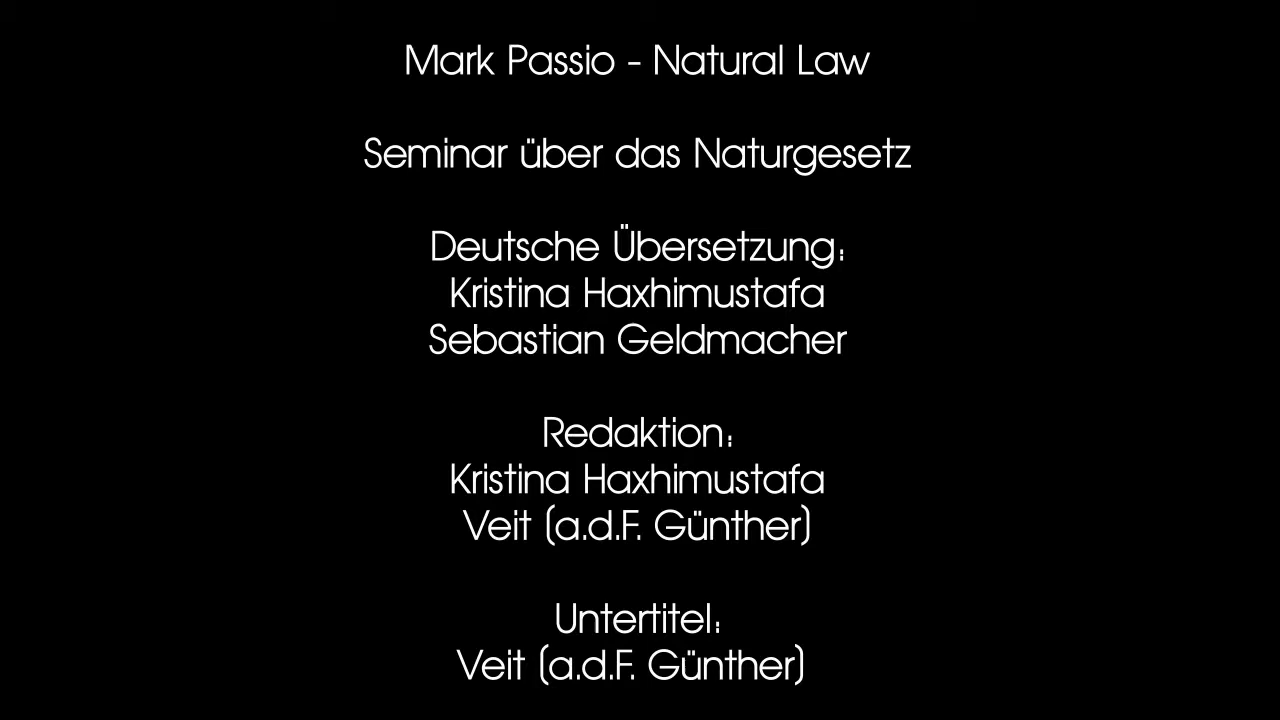 Mark Passio - Natural Law
Seminar über das Naturgesetz
Deutsche Übersetzung:
Kristina Haxhimustafa
Sebastian Geldmacher
Redaktion:
Kristina Haxhimustafa
Veit (a.d.F. Günther)
Untertitel:
Veit (a.d.F. Günther)